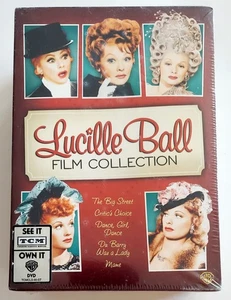 Lucille Ball
FILM COLLECTION
The Big Street
Critic's Choice
Dance, Girl,
Dance
Du Barry
Was a Lady
Mame
SEE IT
TCM
OWN IT
DVD